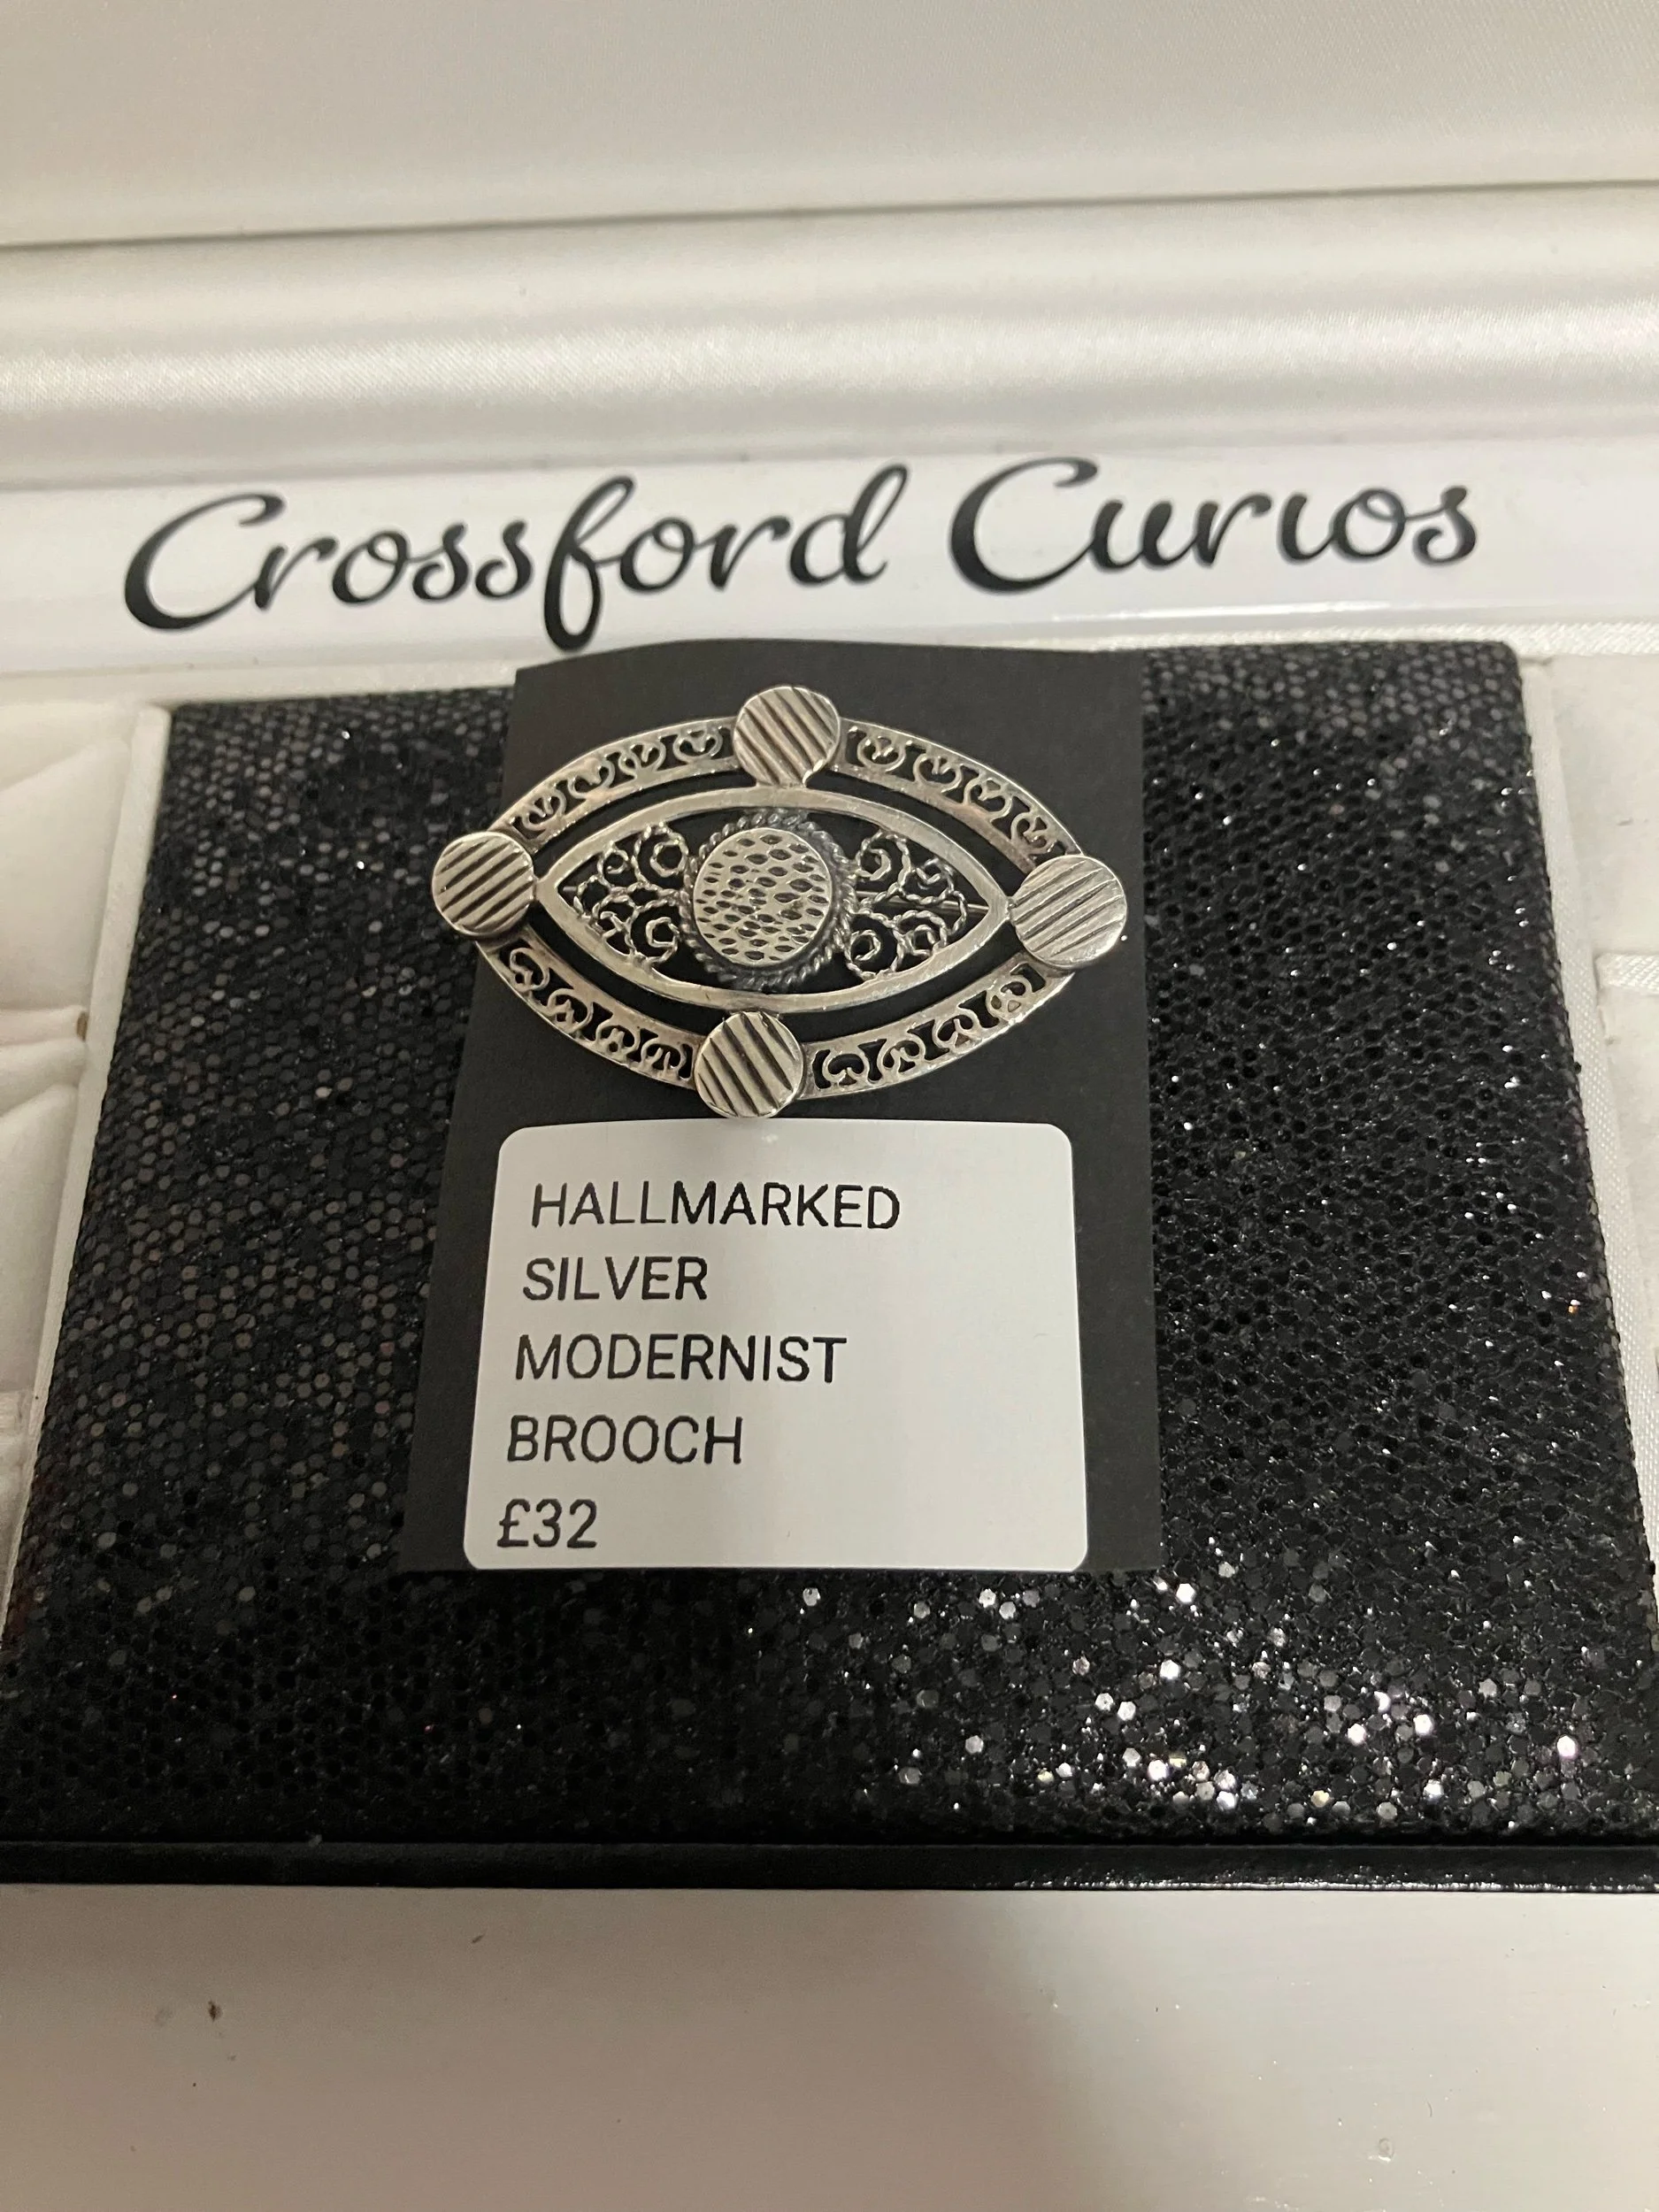 Crossford Curios
HALLMARKED
SILVER
MODERNIST
BROOCH
£32